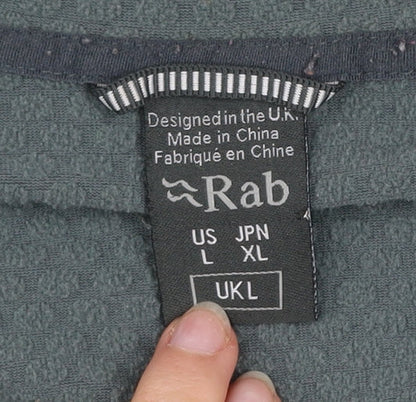 Designed in the U.K.
Made in China
Fabriqué en Chine
Rab
US JPN
L XL
UK L